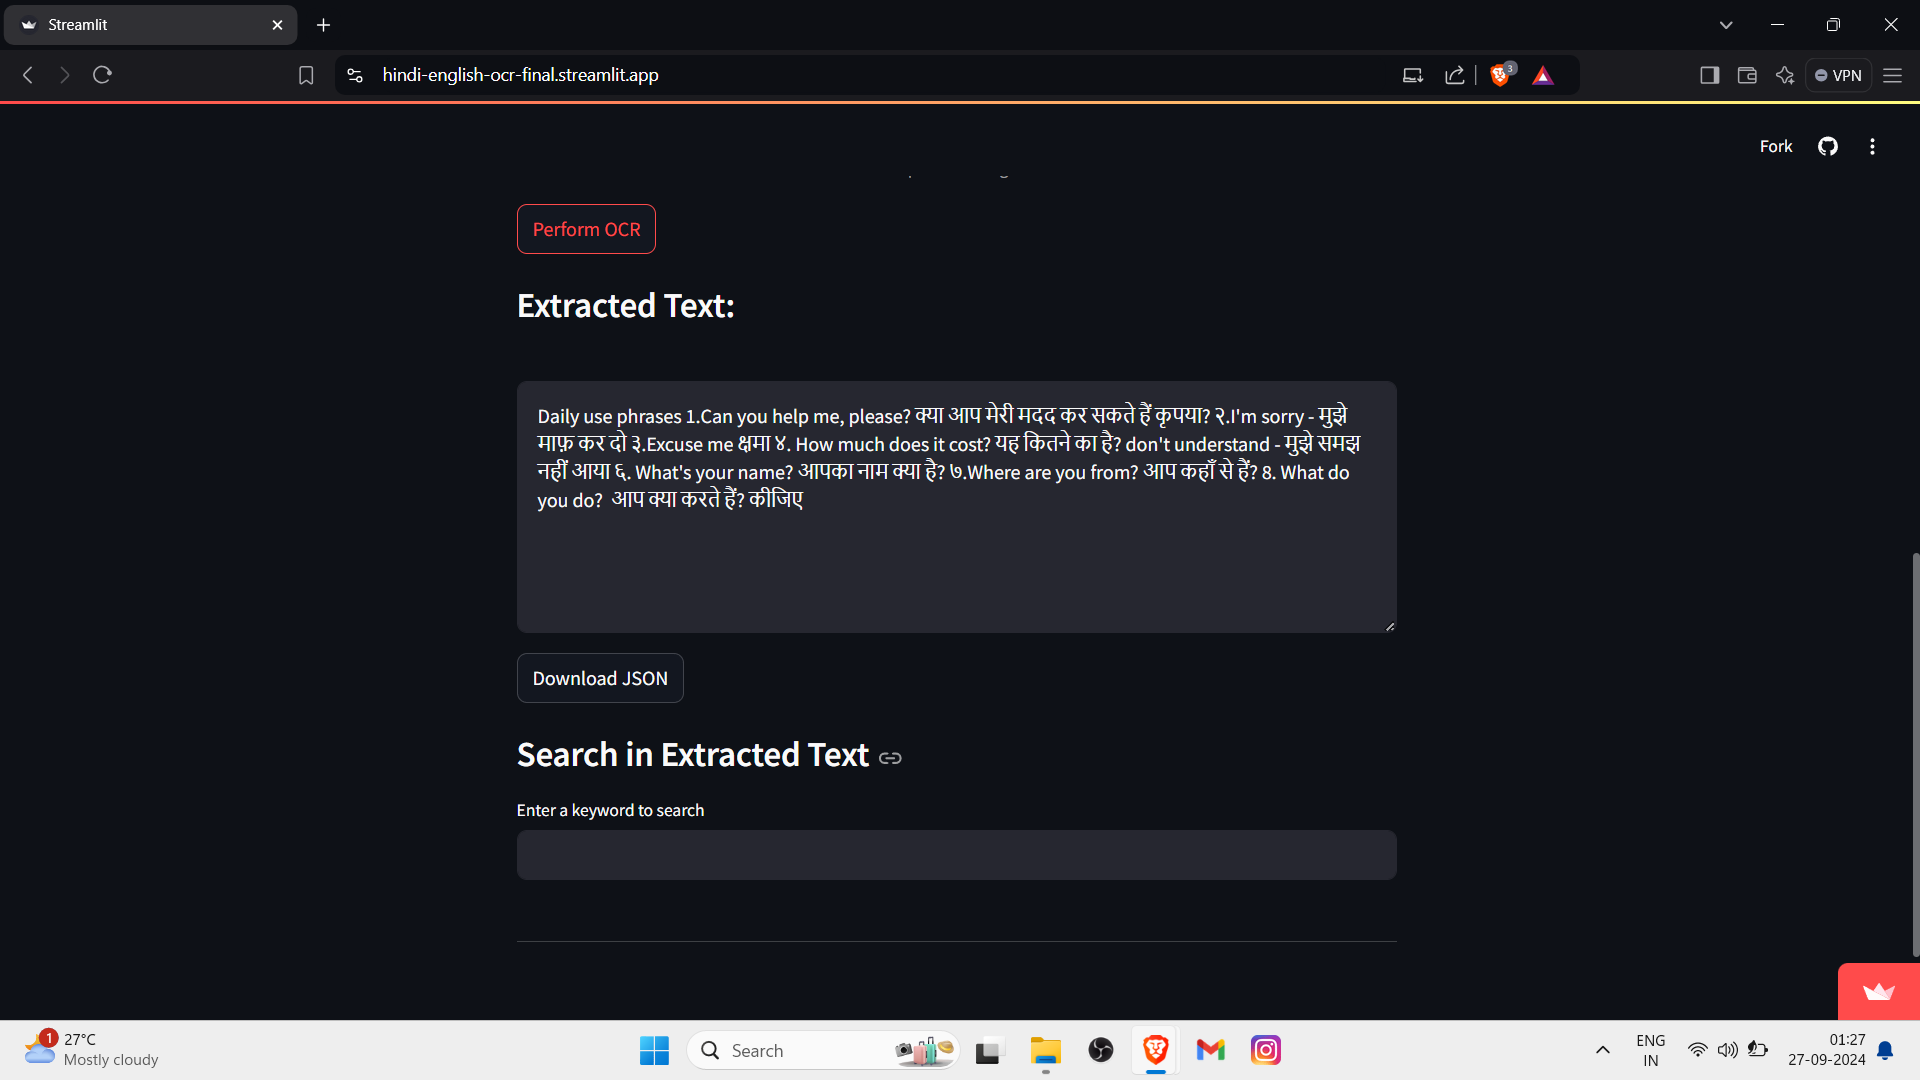 Streamlit
hindi-english-ocr-final.streamlit.app
3
VPN
Fork
Perform OCR
Extracted Text:
Daily use phrases 1.Can you help me, please? क्या आप मेरी मदद कर सकते हैं कृपया? २.I'm sorry - मुझे
माफ़ कर दो ३.Excuse me क्षमा ४. How much does it cost? यह कितने का है? don't understand - मुझे समझ
नहीं आया ६. What's your name? आपका नाम क्या है? ७.Where are you from? आप कहाँ से हैं? 8. What do
you do?  आप क्या करते हैं? कीजिए
Download JSON
Search in Extracted Text
Enter a keyword to search
1
27°C
Mostly cloudy
Search
ENG
IN
01:27
27-09-2024